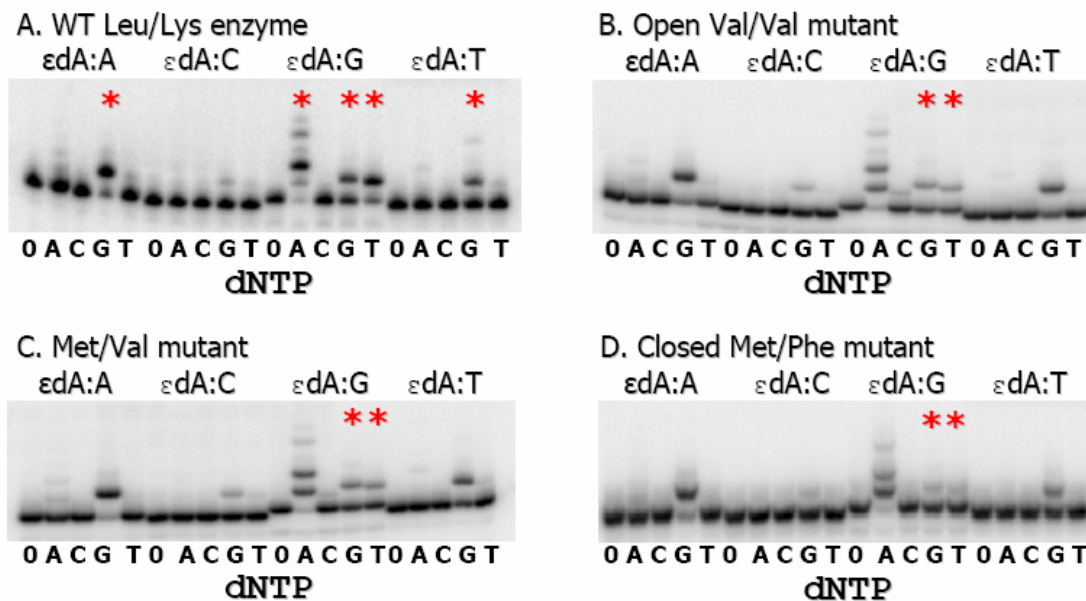 A. WT Leu/Lys enzyme
εdA:A εdA:C εdA:G εdA:T
* * * * *
0 A C G T 0 A C G T 0 A C G T 0 A C G T
dNTP
B. Open Val/Val mutant
εdA:A εdA:C εdA:G εdA:T
* *
0 A C G T 0 A C G T 0 A C G T 0 A C G T
dNTP
C. Met/Val mutant
εdA:A εdA:C εdA:G εdA:T
* *
0 A C G T 0 A C G T 0 A C G T 0 A C G T
dNTP
D. Closed Met/Phe mutant
εdA:A εdA:C εdA:G εdA:T
* *
0 A C G T 0 A C G T 0 A C G T 0 A C G T
dNTP